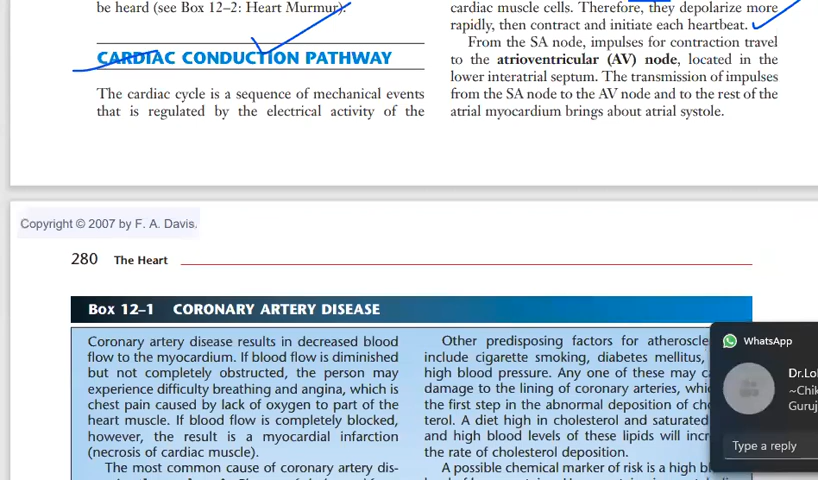 be heard (see Box 12–2: Heart Murmur).
CARDIAC CONDUCTION PATHWAY
The cardiac cycle is a sequence of mechanical events
that is regulated by the electrical activity of the
cardiac muscle cells. Therefore, they depolarize more
rapidly, then contract and initiate each heartbeat.
From the SA node, impulses for contraction travel
to the atrioventricular (AV) node, located in the
lower interatrial septum. The transmission of impulses
from the SA node to the AV node and to the rest of the
atrial myocardium brings about atrial systole.
Copyright © 2007 by F. A. Davis.
280 The Heart
Box 12–1 CORONARY ARTERY DISEASE
Coronary artery disease results in decreased blood
flow to the myocardium. If blood flow is diminished
but not completely obstructed, the person may
experience difficulty breathing and angina, which is
chest pain caused by lack of oxygen to part of the
heart muscle. If blood flow is completely blocked,
however, the result is a myocardial infarction
(necrosis of cardiac muscle).
The most common cause of coronary artery dis-
Other predisposing factors for atheroscle
include cigarette smoking, diabetes mellitus,
high blood pressure. Any one of these may ca
damage to the lining of coronary arteries, whi
the first step in the abnormal deposition of cho
terol. A diet high in cholesterol and saturated
and high blood levels of these lipids will incr
the rate of cholesterol deposition.
A possible chemical marker of risk is a high bl
WhatsApp
Dr.Lol
~Chik
Guruj
Type a reply